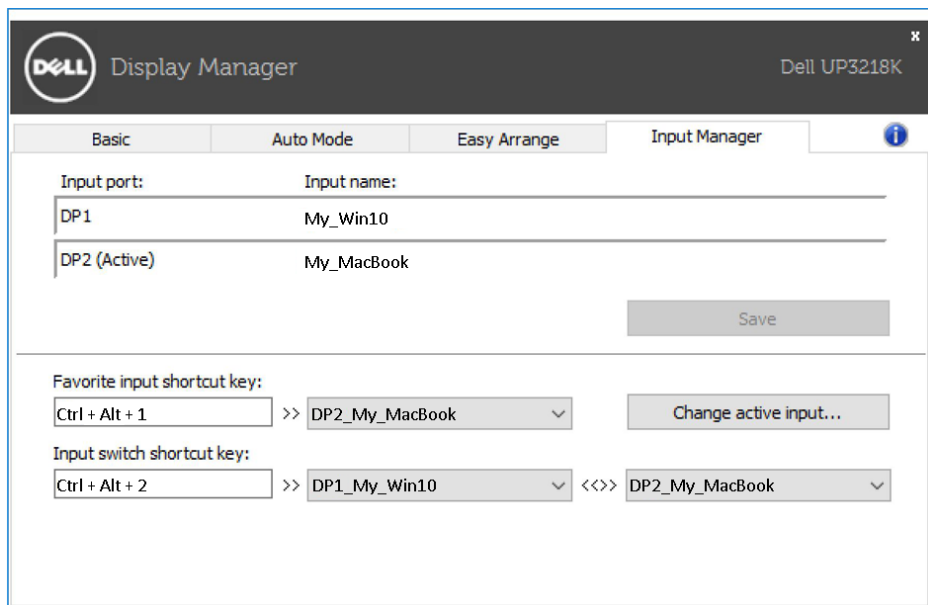 x
DELL Display Manager Dell UP3218K
Basic Auto Mode Easy Arrange Input Manager i
Input port: Input name:
DP1 My_Win10
DP2 (Active) My_MacBook
Save
Favorite input shortcut key:
Ctrl + Alt + 1 >> DP2_My_MacBook Change active input...
Input switch shortcut key:
Ctrl + Alt + 2 >> DP1_My_Win10 <<>> DP2_My_MacBook